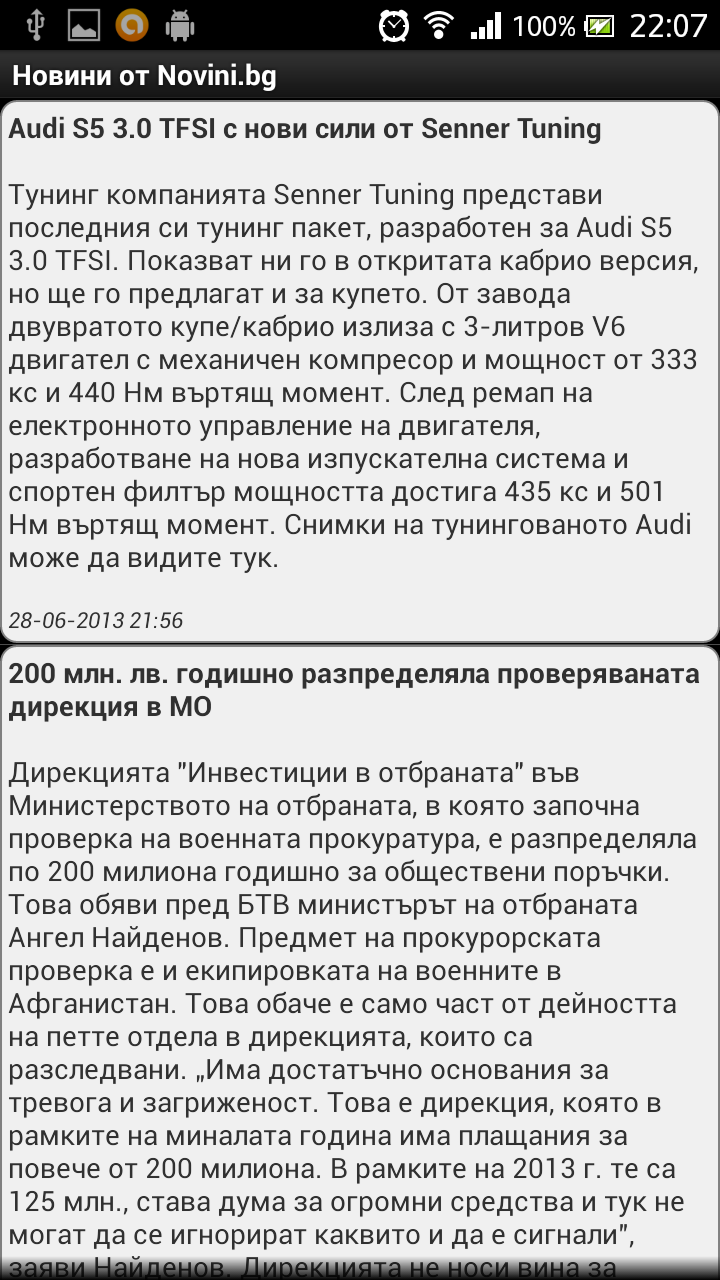 100% 22:07
Новини от Novini.bg
Audi S5 3.0 TFSI с нови сили от Senner Tuning
Тунинг компанията Senner Tuning представи
последния си тунинг пакет, разработен за Audi S5
3.0 TFSI. Показват ни го в откритата кабрио версия,
но ще го предлагат и за купето. От завода
двувратото купе/кабрио излиза с 3-литров V6
двигател с механичен компресор и мощност от 333
кс и 440 Нм въртящ момент. След ремап на
електронното управление на двигателя,
разработване на нова изпускателна система и
спортен филтър мощността достига 435 кс и 501
Нм въртящ момент. Снимки на тунингованото Audi
може да видите тук.
28-06-2013 21:56
200 млн. лв. годишно разпределяла проверяваната
дирекция в МО
Дирекцията "Инвестиции в отбраната" във
Министерството на отбраната, в която започна
проверка на военната прокуратура, е разпределяла
по 200 милиона годишно за обществени поръчки.
Това обяви пред БТВ министърът на отбраната
Ангел Найденов. Предмет на прокурорската
проверка е и екипировката на военните в
Афганистан. Това обаче е само част от дейността
на петте отдела в дирекцията, които са
разследвани. „Има достатъчно основания за
тревога и загриженост. Това е дирекция, която в
рамките на миналата година има плащания за
повече от 200 милиона. В рамките на 2013 г. те са
125 млн., става дума за огромни средства и тук не
могат да се игнорират каквито и да е сигнали",
заяви Найденов. Дирекцията не носи вина за